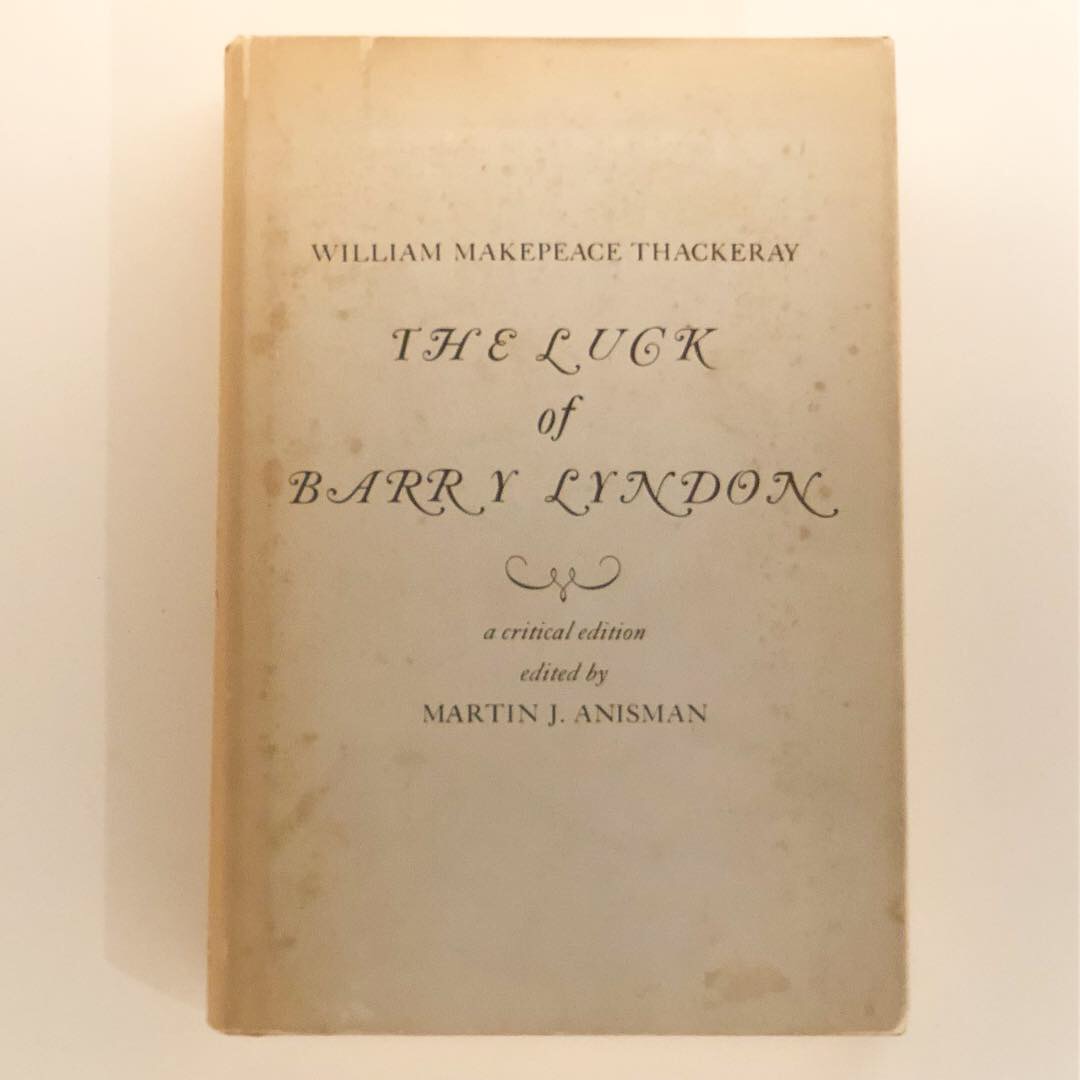 WILLIAM MAKEPEACE THACKERAY
THE LUCK
of
BARRY LYNDON
a critical edition
edited by
MARTIN J. ANISMAN